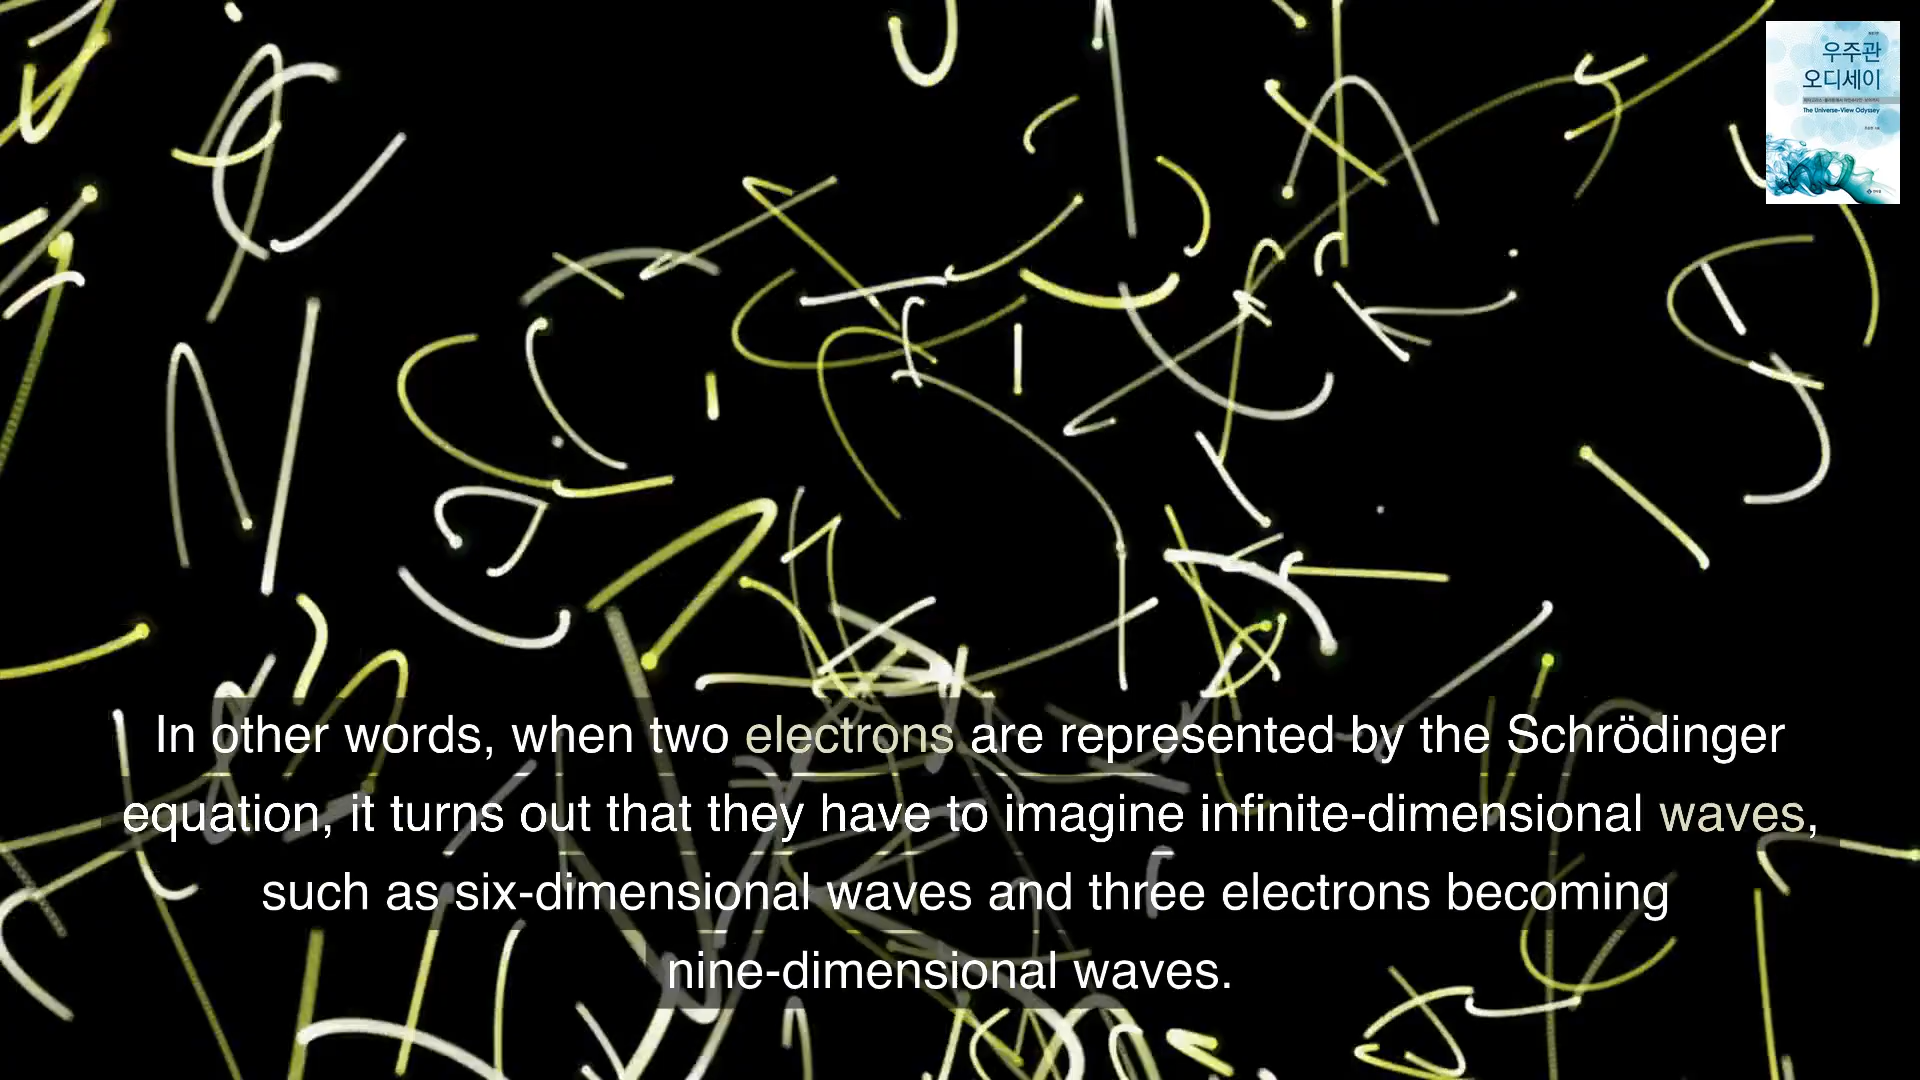 우주관
오디세이
The Universe-View Odyssey
In other words, when two electrons are represented by the Schrödinger
equation, it turns out that they have to imagine infinite-dimensional waves,
such as six-dimensional waves and three electrons becoming
nine-dimensional waves.